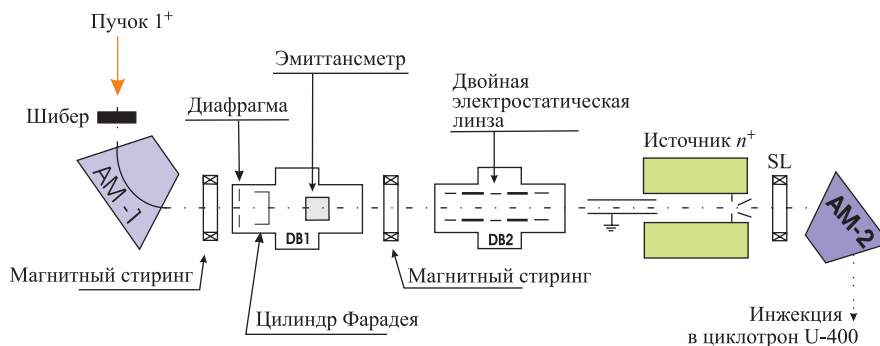 Пучок 1+
Эмиттансметр
Двойная
электростатическая
линза
Диафрагма
Шибер
Источник n+
SL
AM -1
AM-2
DB1
DB2
Магнитный стиринг
Магнитный стиринг
Цилиндр Фарадея
Инжекция
в циклотрон U-400